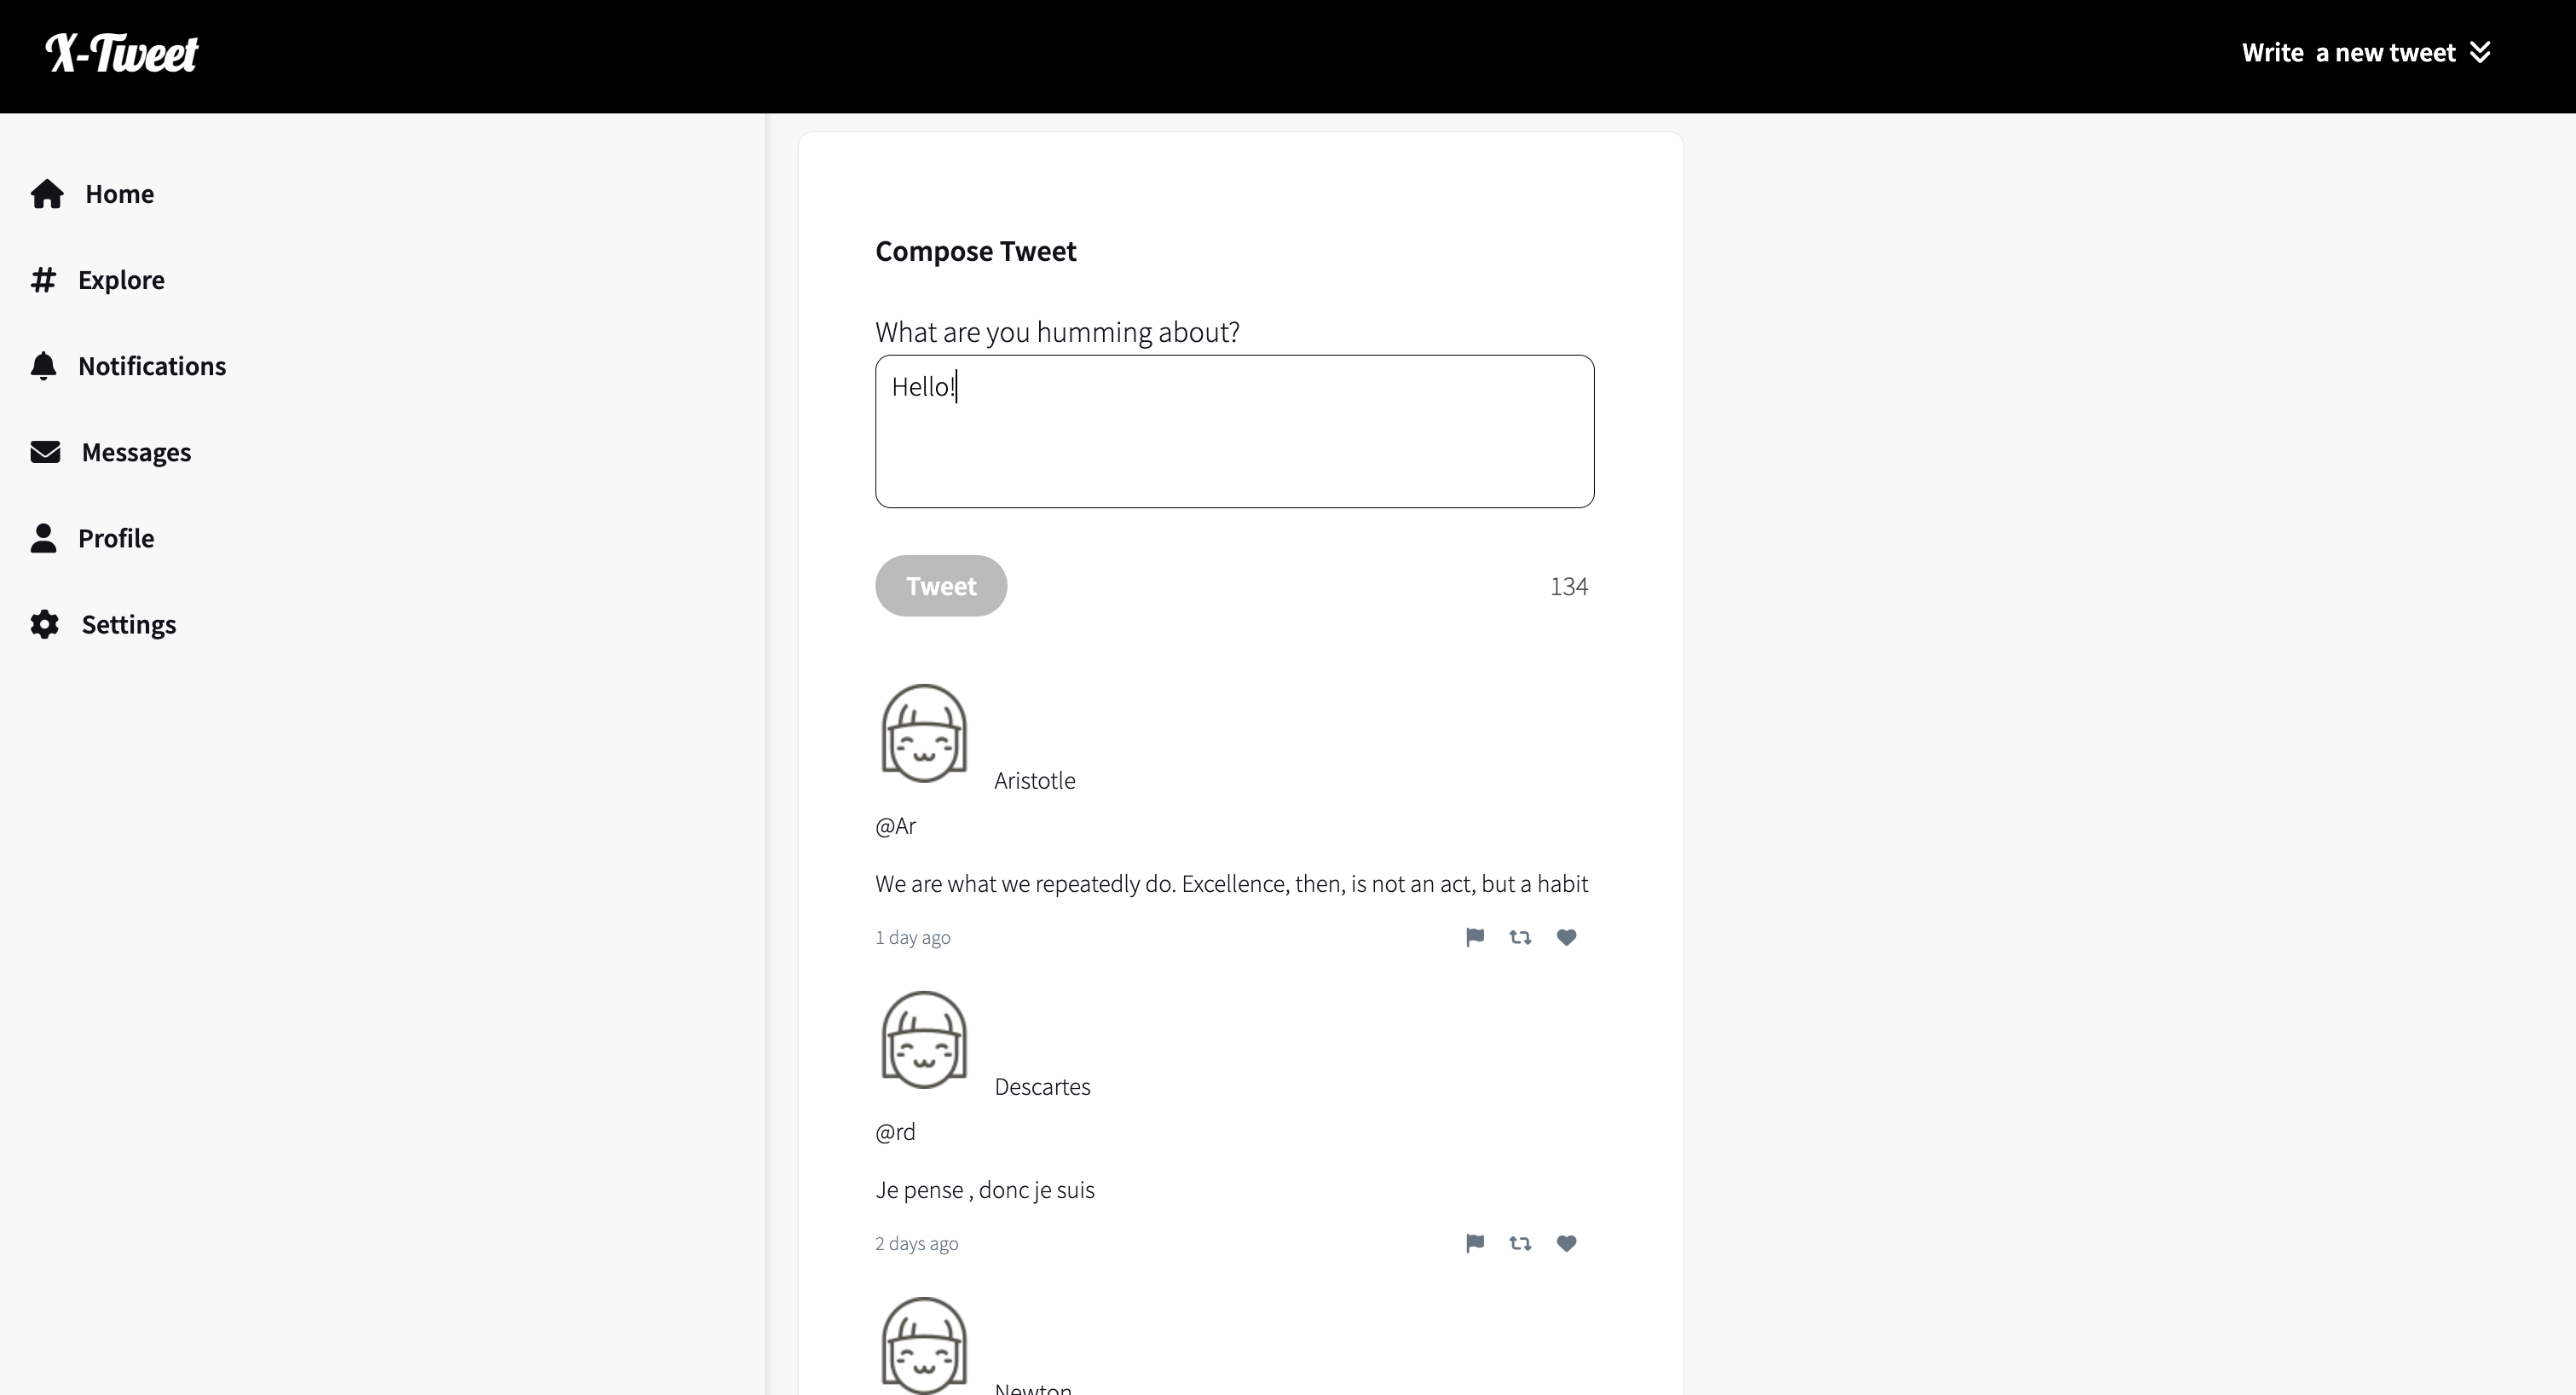 X-Tweet
Write a new tweet
Home
Explore
Notifications
Messages
Profile
Settings
Compose Tweet
What are you humming about?
Hello!
Tweet
134
Aristotle
@Ar
We are what we repeatedly do. Excellence, then, is not an act, but a habit
1 day ago
Descartes
@rd
Je pense , donc je suis
2 days ago
Newton